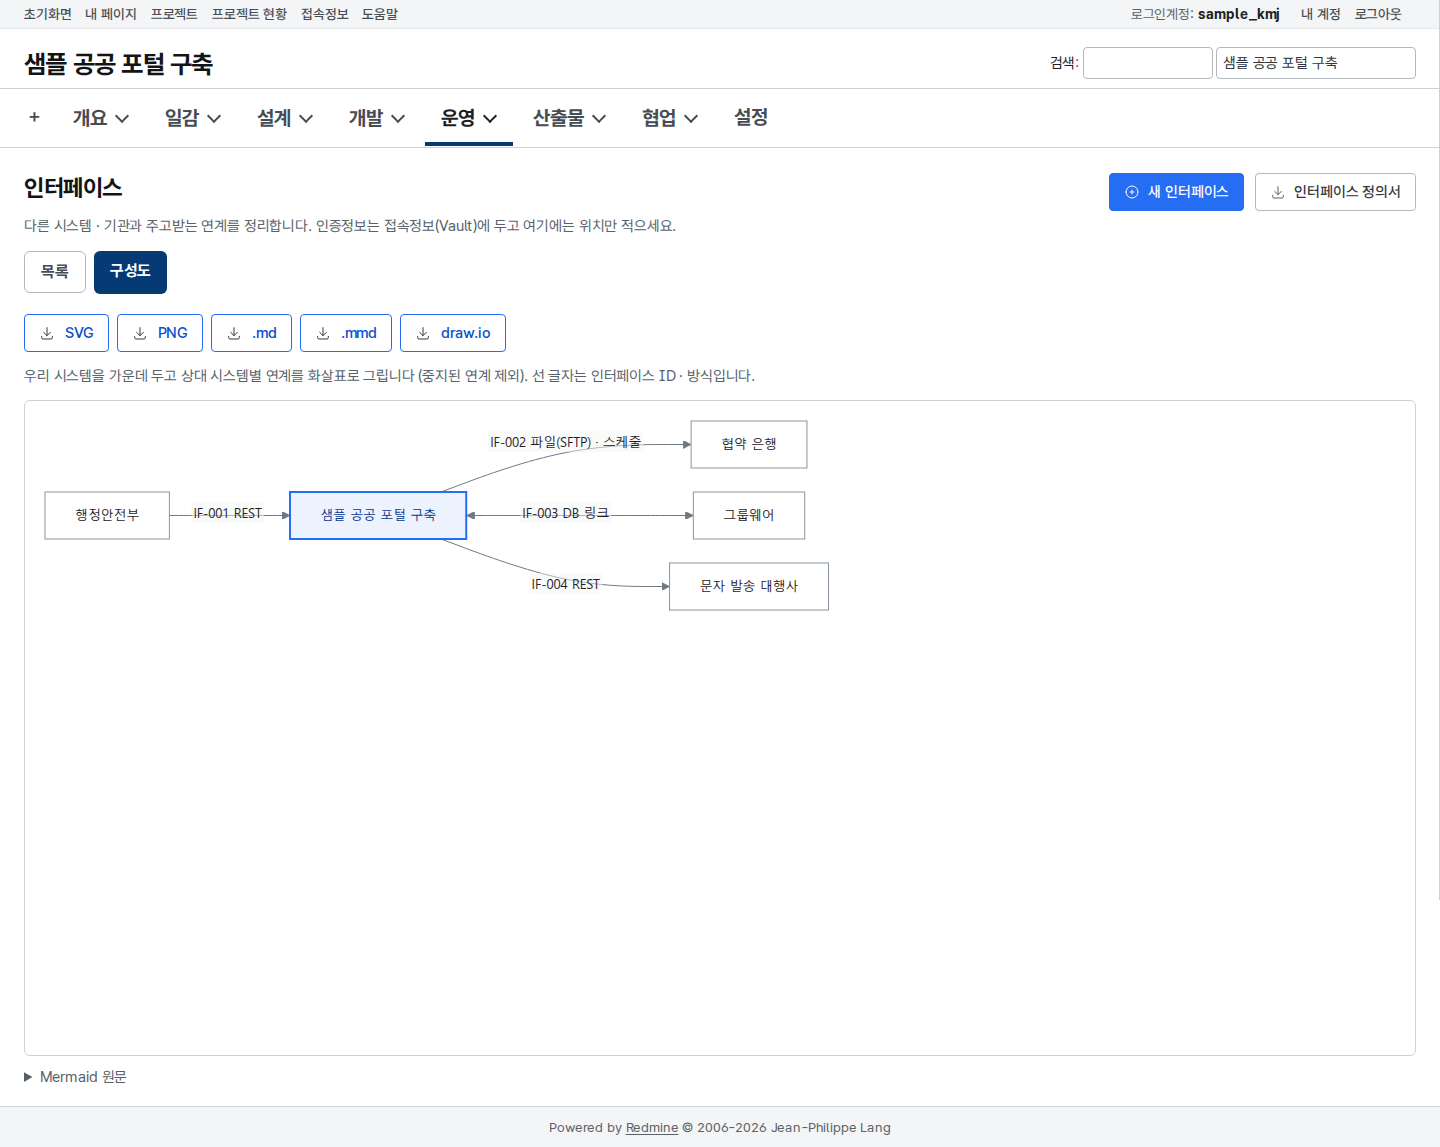 초기화면 내 페이지 프로젝트 프로젝트 현황 접속정보 도움말 로그인계정: sample_kmj 내 계정 로그아웃
샘플 공공 포털 구축 검색: 샘플 공공 포털 구축
+ 개요 일감 설계 개발 운영 산출물 협업 설정
인터페이스 새 인터페이스 인터페이스 정의서
다른 시스템 · 기관과 주고받는 연계를 정리합니다. 인증정보는 접속정보(Vault)에 두고 여기에는 위치만 적으세요.
목록 구성도
SVG PNG .md .mmd draw.io
우리 시스템을 가운데 두고 상대 시스템별 연계를 화살표로 그립니다 (중지된 연계 제외). 선 글자는 인터페이스 ID · 방식입니다.
IF-002 파일(SFTP) · 스케줄 협약 은행
행정안전부 IF-001 REST 샘플 공공 포털 구축 IF-003 DB 링크 그룹웨어
IF-004 REST 문자 발송 대행사
Mermaid 원문
Powered by Redmine © 2006-2026 Jean-Philippe Lang